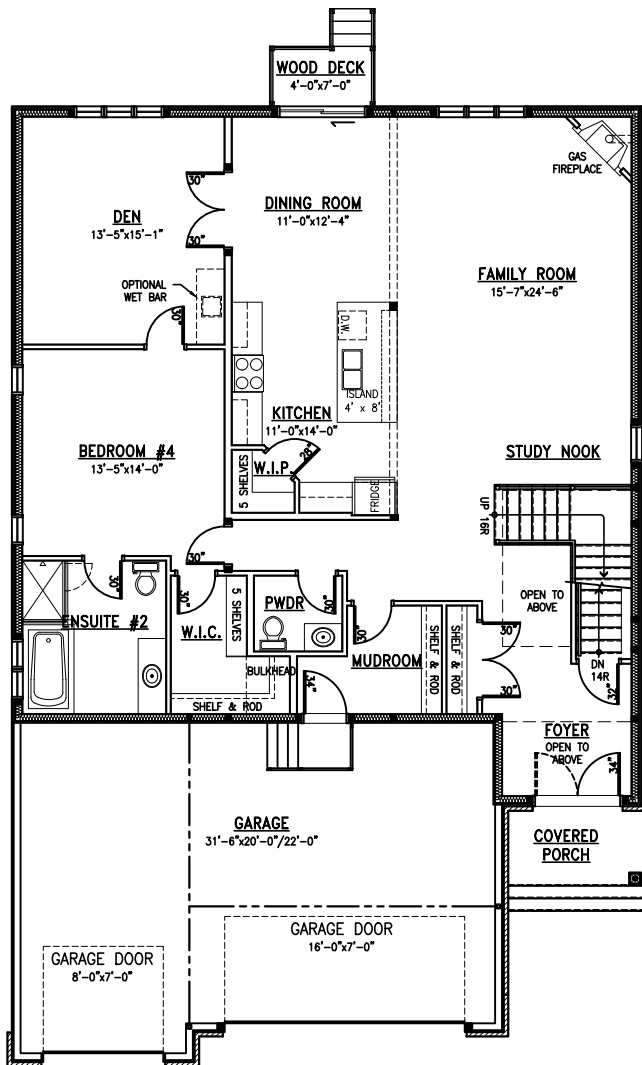 WOOD DECK
4'-0"x7'-0"
GAS
FIREPLACE
30"
DINING ROOM
11'-0"x12'-4"
DEN
13'-5"x15'-1"
30"
FAMILY ROOM
15'-7"x24'-6"
OPTIONAL
WET BAR
30"
D.W.
ISLAND
4' x 8'
KITCHEN
11'-0"x14'-0"
BEDROOM #4
13'-5"x14'-0"
28"
STUDY NOOK
W.I.P.
5 SHELVES
FRIDGE
UP
16R
30"
30"
OPEN TO
ABOVE
ENSUITE #2
30"
W.I.C.
5 SHELVES
PWDR
30"
30"
SHELF & ROD
SHELF & ROD
30"
MUDROOM
BULKHEAD
DN
14R
34"
30"
32"
SHELF & ROD
FOYER
OPEN TO
ABOVE
34"
GARAGE
31'-6"x20'-0"/22'-0"
COVERED
PORCH
GARAGE DOOR
16'-0"x7'-0"
GARAGE DOOR
8'-0"x7'-0"